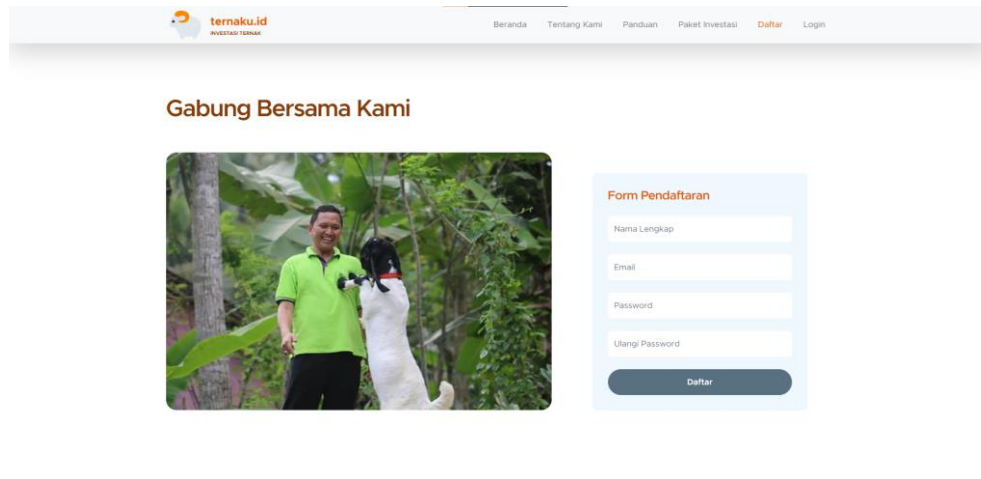 ternaku.id
INVESTASI TERNAK
Beranda Tentang Kami Panduan Paket Investasi Daftar Login
Gabung Bersama Kami
Form Pendaftaran
Nama Lengkap
Email
Password
Ulangi Password
Daftar